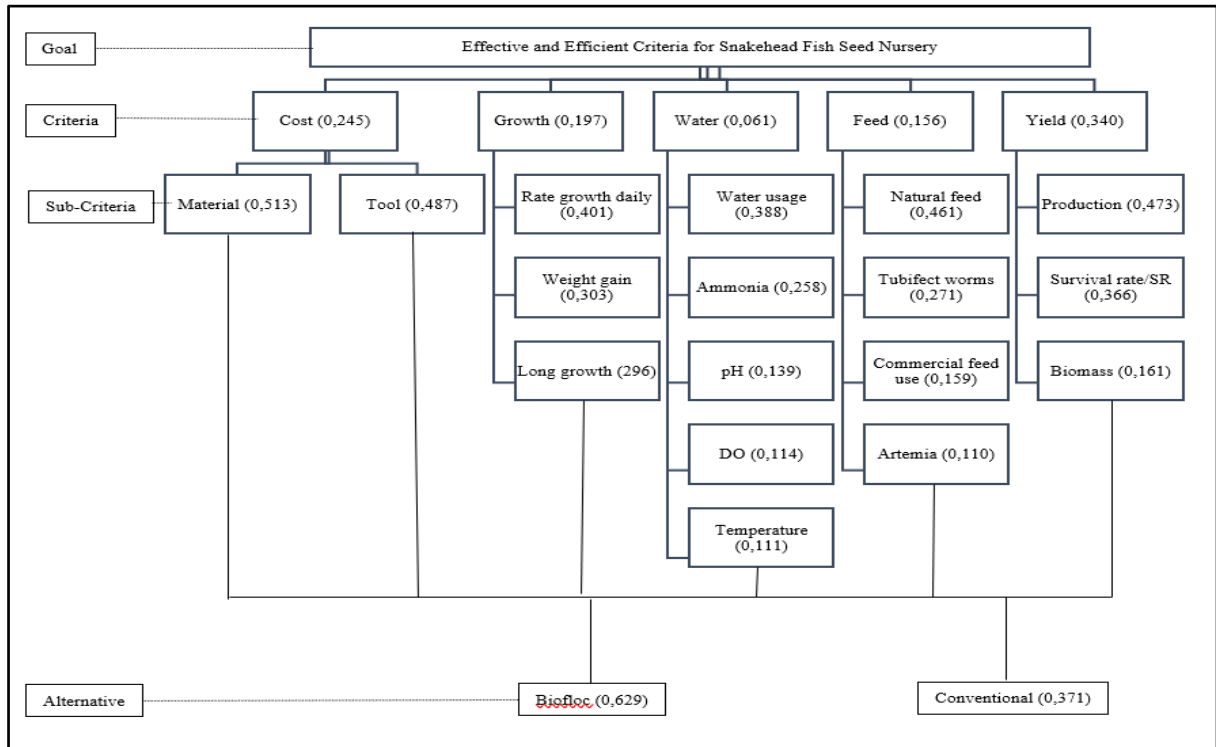 Goal
Effective and Efficient Criteria for Snakehead Fish Seed Nursery
Criteria
Cost (0,245)
Growth (0,197)
Water (0,061)
Feed (0,156)
Yield (0,340)
Sub-Criteria
Material (0,513)
Tool (0,487)
Rate growth daily
(0,401)
Water usage
(0,388)
Natural feed
(0,461)
Production (0,473)
Weight gain
(0,303)
Ammonia (0,258)
Tubifect worms
(0,271)
Survival rate/SR
(0,366)
Long growth (296)
pH (0,139)
Commercial feed
use (0,159)
Biomass (0,161)
DO (0,114)
Artemia (0,110)
Temperature
(0,111)
Alternative
Biofloc (0,629)
Conventional (0,371)